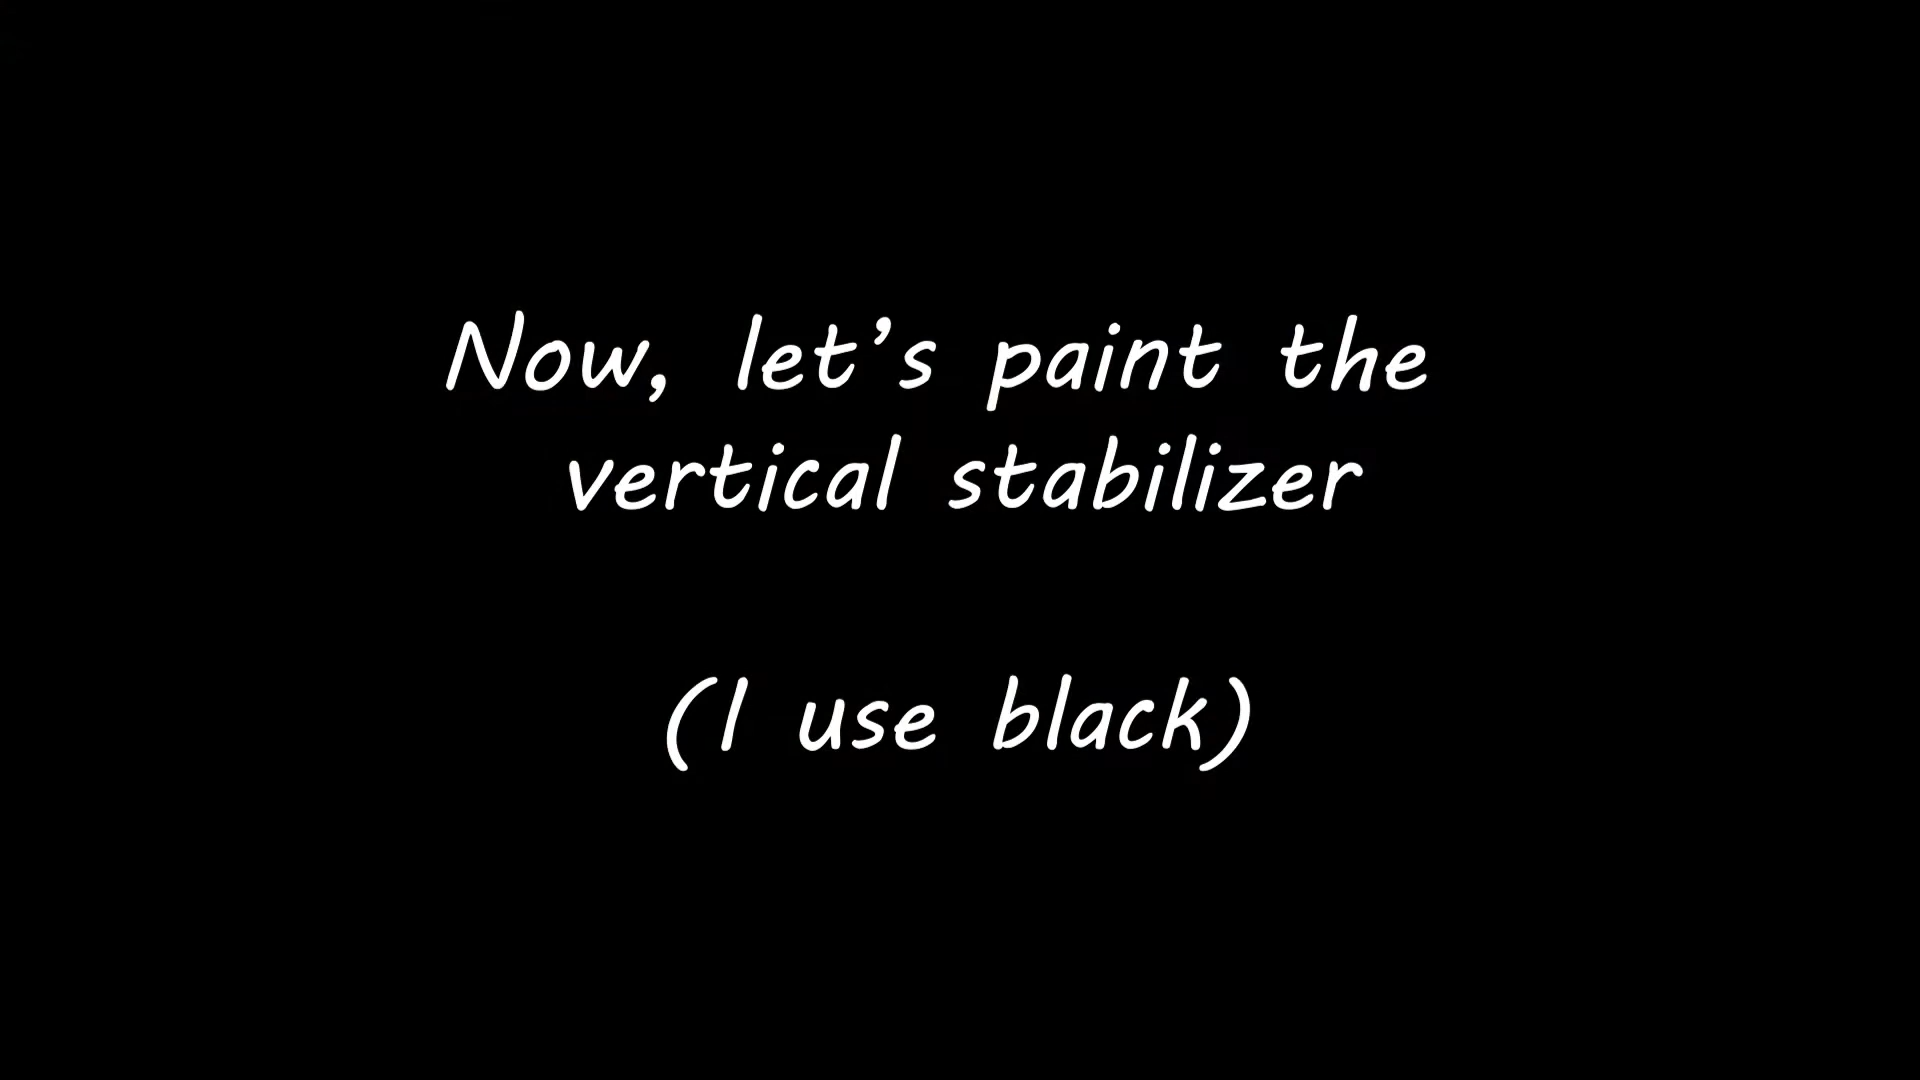 Now, let’s paint the
vertical stabilizer
(I use black)